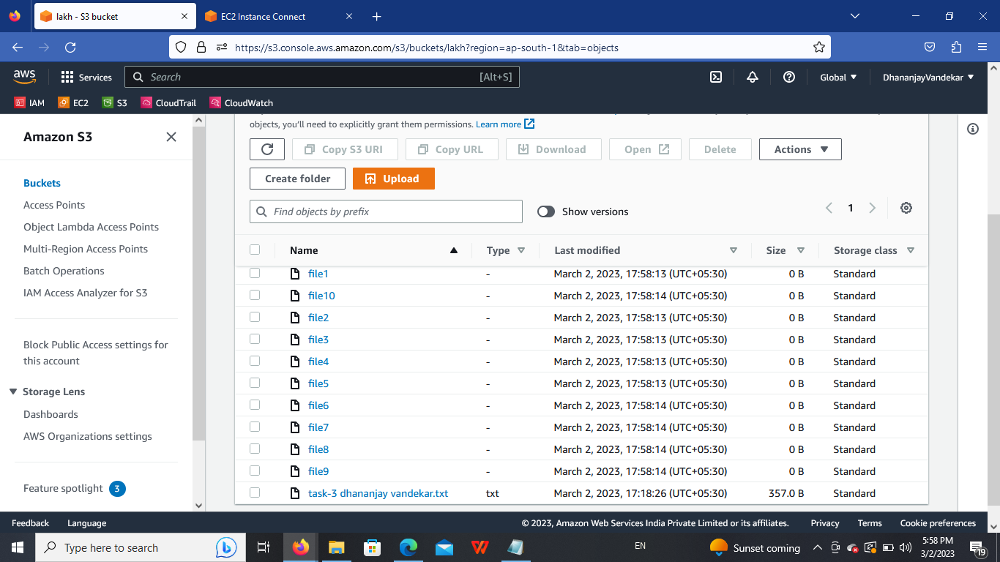 lakh - S3 bucket
EC2 Instance Connect
https://s3.console.aws.amazon.com/s3/buckets/lakh?region=ap-south-1&tab=objects
aws
Services
Search
[Alt+S]
Global
DhananjayVandekar
IAM
EC2
S3
CloudTrail
CloudWatch
Amazon S3
Buckets
Access Points
Object Lambda Access Points
Multi-Region Access Points
Batch Operations
IAM Access Analyzer for S3
Block Public Access settings for
this account
Storage Lens
Dashboards
AWS Organizations settings
Feature spotlight 3
objects, you'll need to explicitly grant them permissions. Learn more
Copy S3 URI
Copy URL
Download
Open
Delete
Actions
Create folder
Upload
Find objects by prefix
Show versions
1
Name Type Last modified Size Storage class
file1 - March 2, 2023, 17:58:13 (UTC+05:30) 0 B Standard
file10 - March 2, 2023, 17:58:14 (UTC+05:30) 0 B Standard
file2 - March 2, 2023, 17:58:13 (UTC+05:30) 0 B Standard
file3 - March 2, 2023, 17:58:13 (UTC+05:30) 0 B Standard
file4 - March 2, 2023, 17:58:13 (UTC+05:30) 0 B Standard
file5 - March 2, 2023, 17:58:13 (UTC+05:30) 0 B Standard
file6 - March 2, 2023, 17:58:14 (UTC+05:30) 0 B Standard
file7 - March 2, 2023, 17:58:14 (UTC+05:30) 0 B Standard
file8 - March 2, 2023, 17:58:14 (UTC+05:30) 0 B Standard
file9 - March 2, 2023, 17:58:14 (UTC+05:30) 0 B Standard
task-3 dhananjay vandekar.txt txt March 2, 2023, 17:18:26 (UTC+05:30) 357.0 B Standard
Feedback
Language
© 2023, Amazon Web Services India Private Limited or its affiliates.
Privacy
Terms
Cookie preferences
Type here to search
EN
Sunset coming
5:58 PM
3/2/2023
19